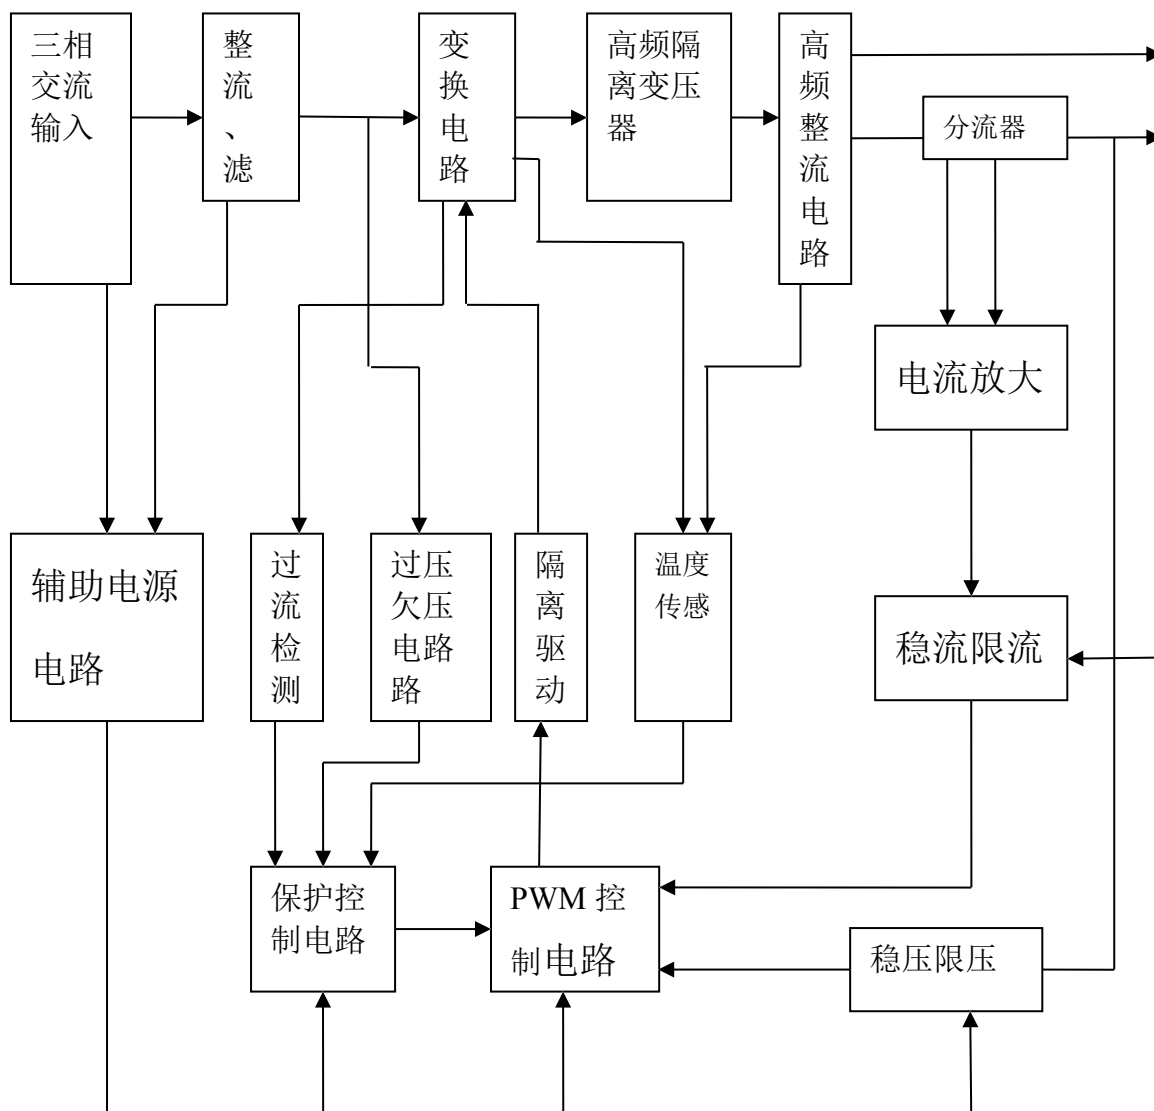 三相
交流
输入
整
流
、
滤
变
换
电
路
高频隔
离变压
器
高
频
整
流
电
路
分流器
电流放大
辅助电源
电路
过
流
检
测
过压
欠压
电路
路
隔
离
驱
动
温度
传感
稳流限流
保护控
制电路
PWM 控
制电路
稳压限压